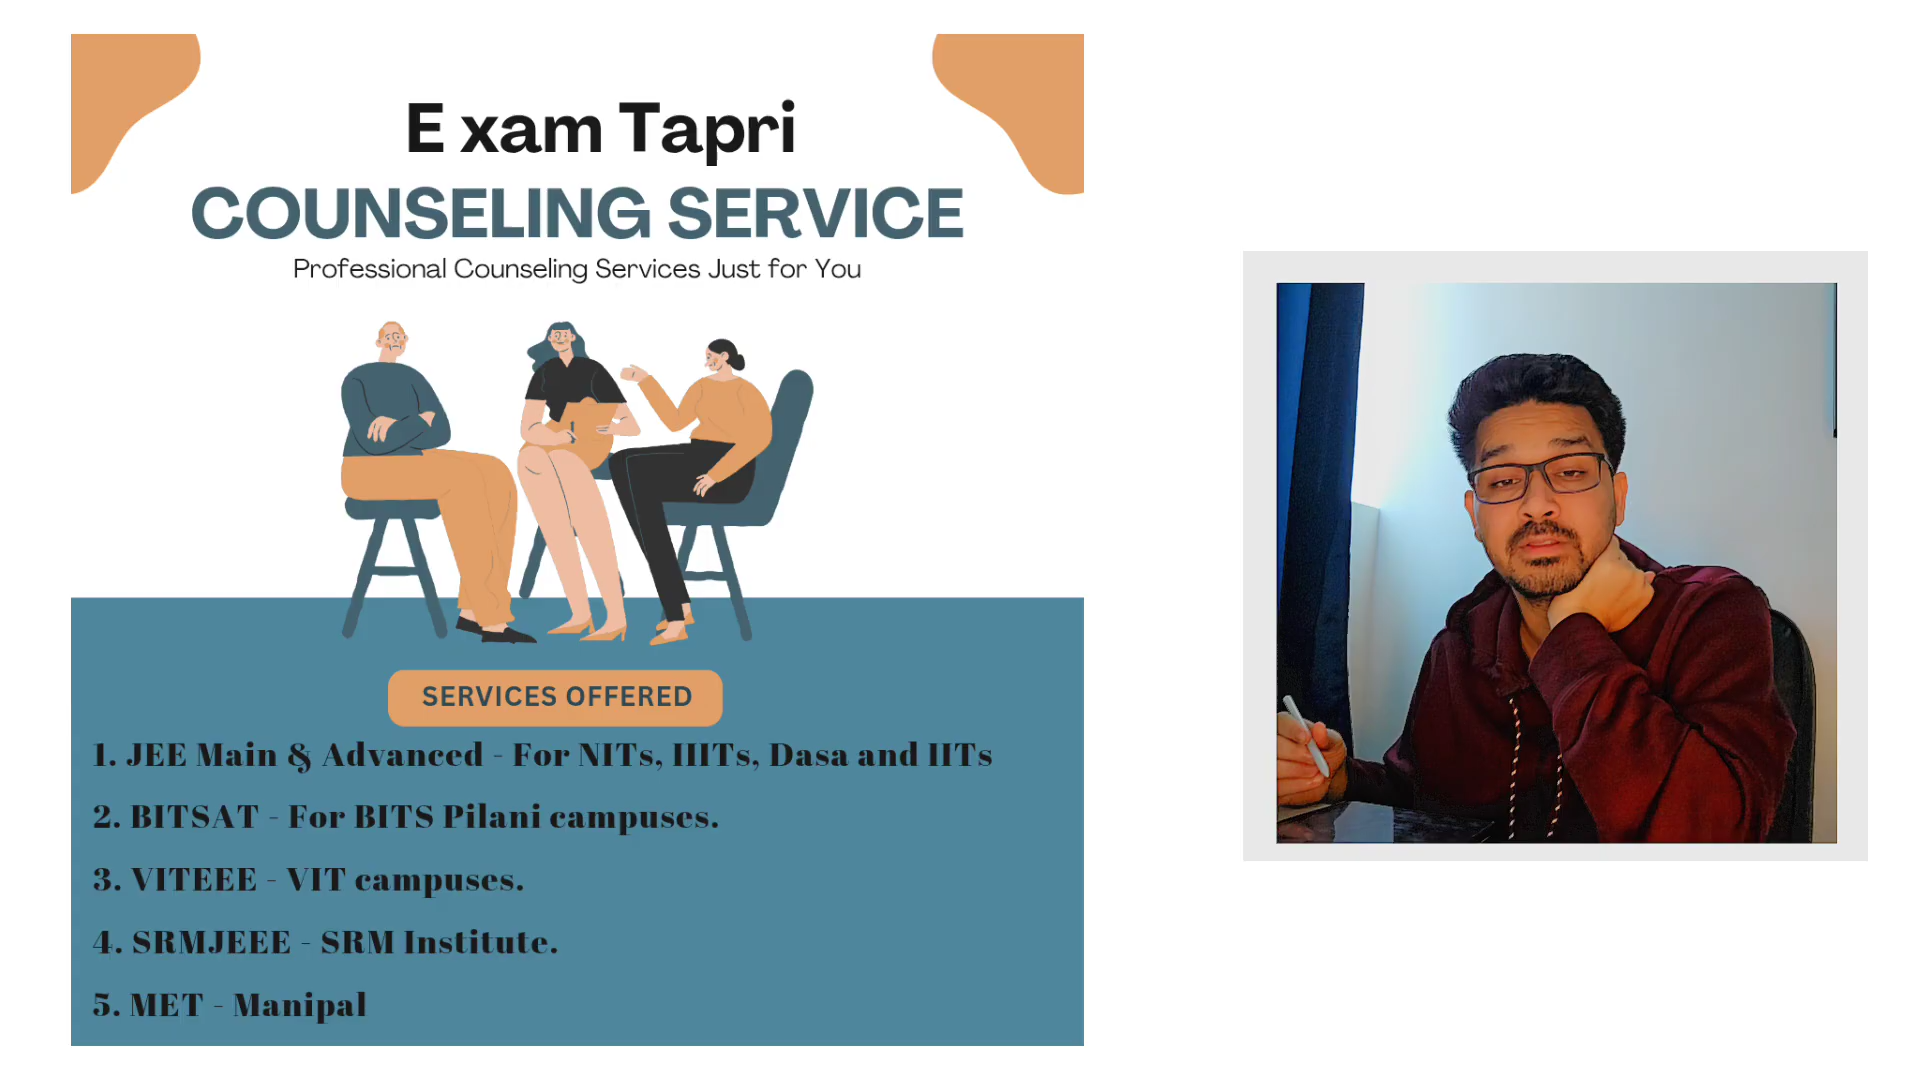 E xam Tapri
COUNSELING SERVICE
Professional Counseling Services Just for You
SERVICES OFFERED
1. JEE Main & Advanced - For NITs, IIITs, Dasa and IITs
2. BITSAT - For BITS Pilani campuses.
3. VITEEE - VIT campuses.
4. SRMJEEE - SRM Institute.
5. MET - Manipal